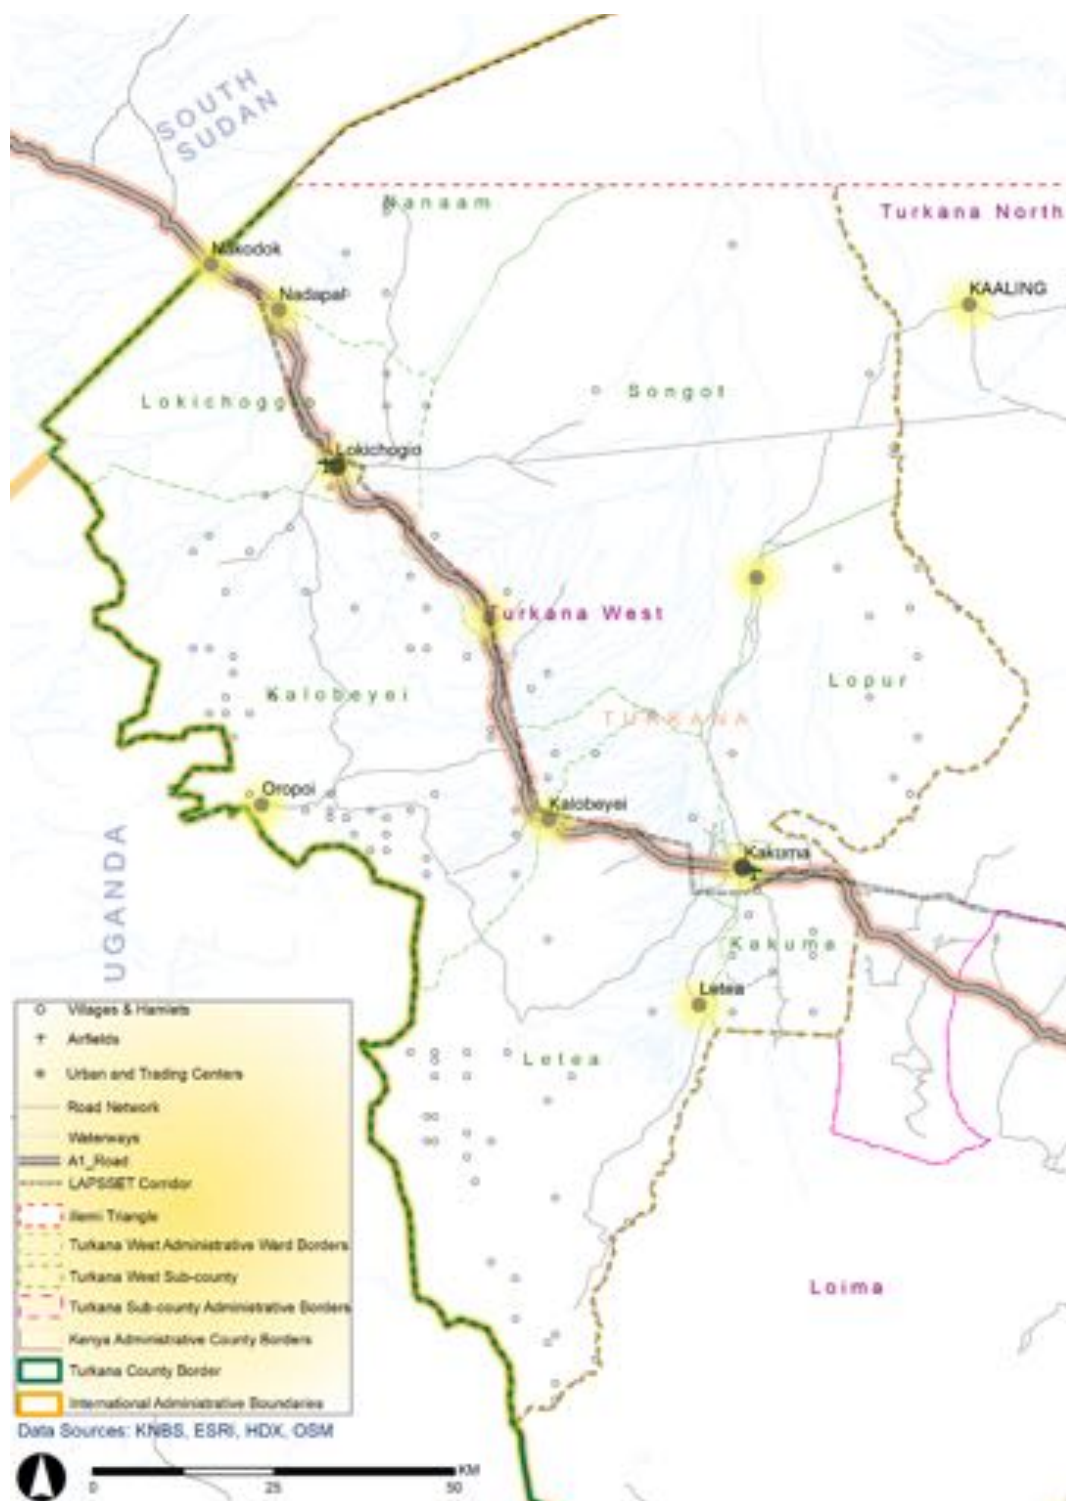 SOUTH
SUDAN
Nanaam
Turkana North
Nakodok
Nadapal
KAALING
Lokichoggio
Songot
Lokichogio
Turkana West
Kalobeyei
Lopur
TURKANA
Oropoi
Kalobeyei
UGANDA
Kakuma
Kakuma
Letea
Letea
Loima
Villages & Hamlets
Airfields
Urban and Trading Centers
Road Network
Waterways
A1_Road
LAPSSET Corridor
Ilemi Triangle
Turkana West Administrative Ward Borders
Turkana West Sub-county
Turkana Sub-county Administrative Borders
Kenya Administrative County Borders
Turkana County Border
International Administrative Boundaries
Data Sources: KNBS, ESRI, HDX, OSM
KM
0 25 50